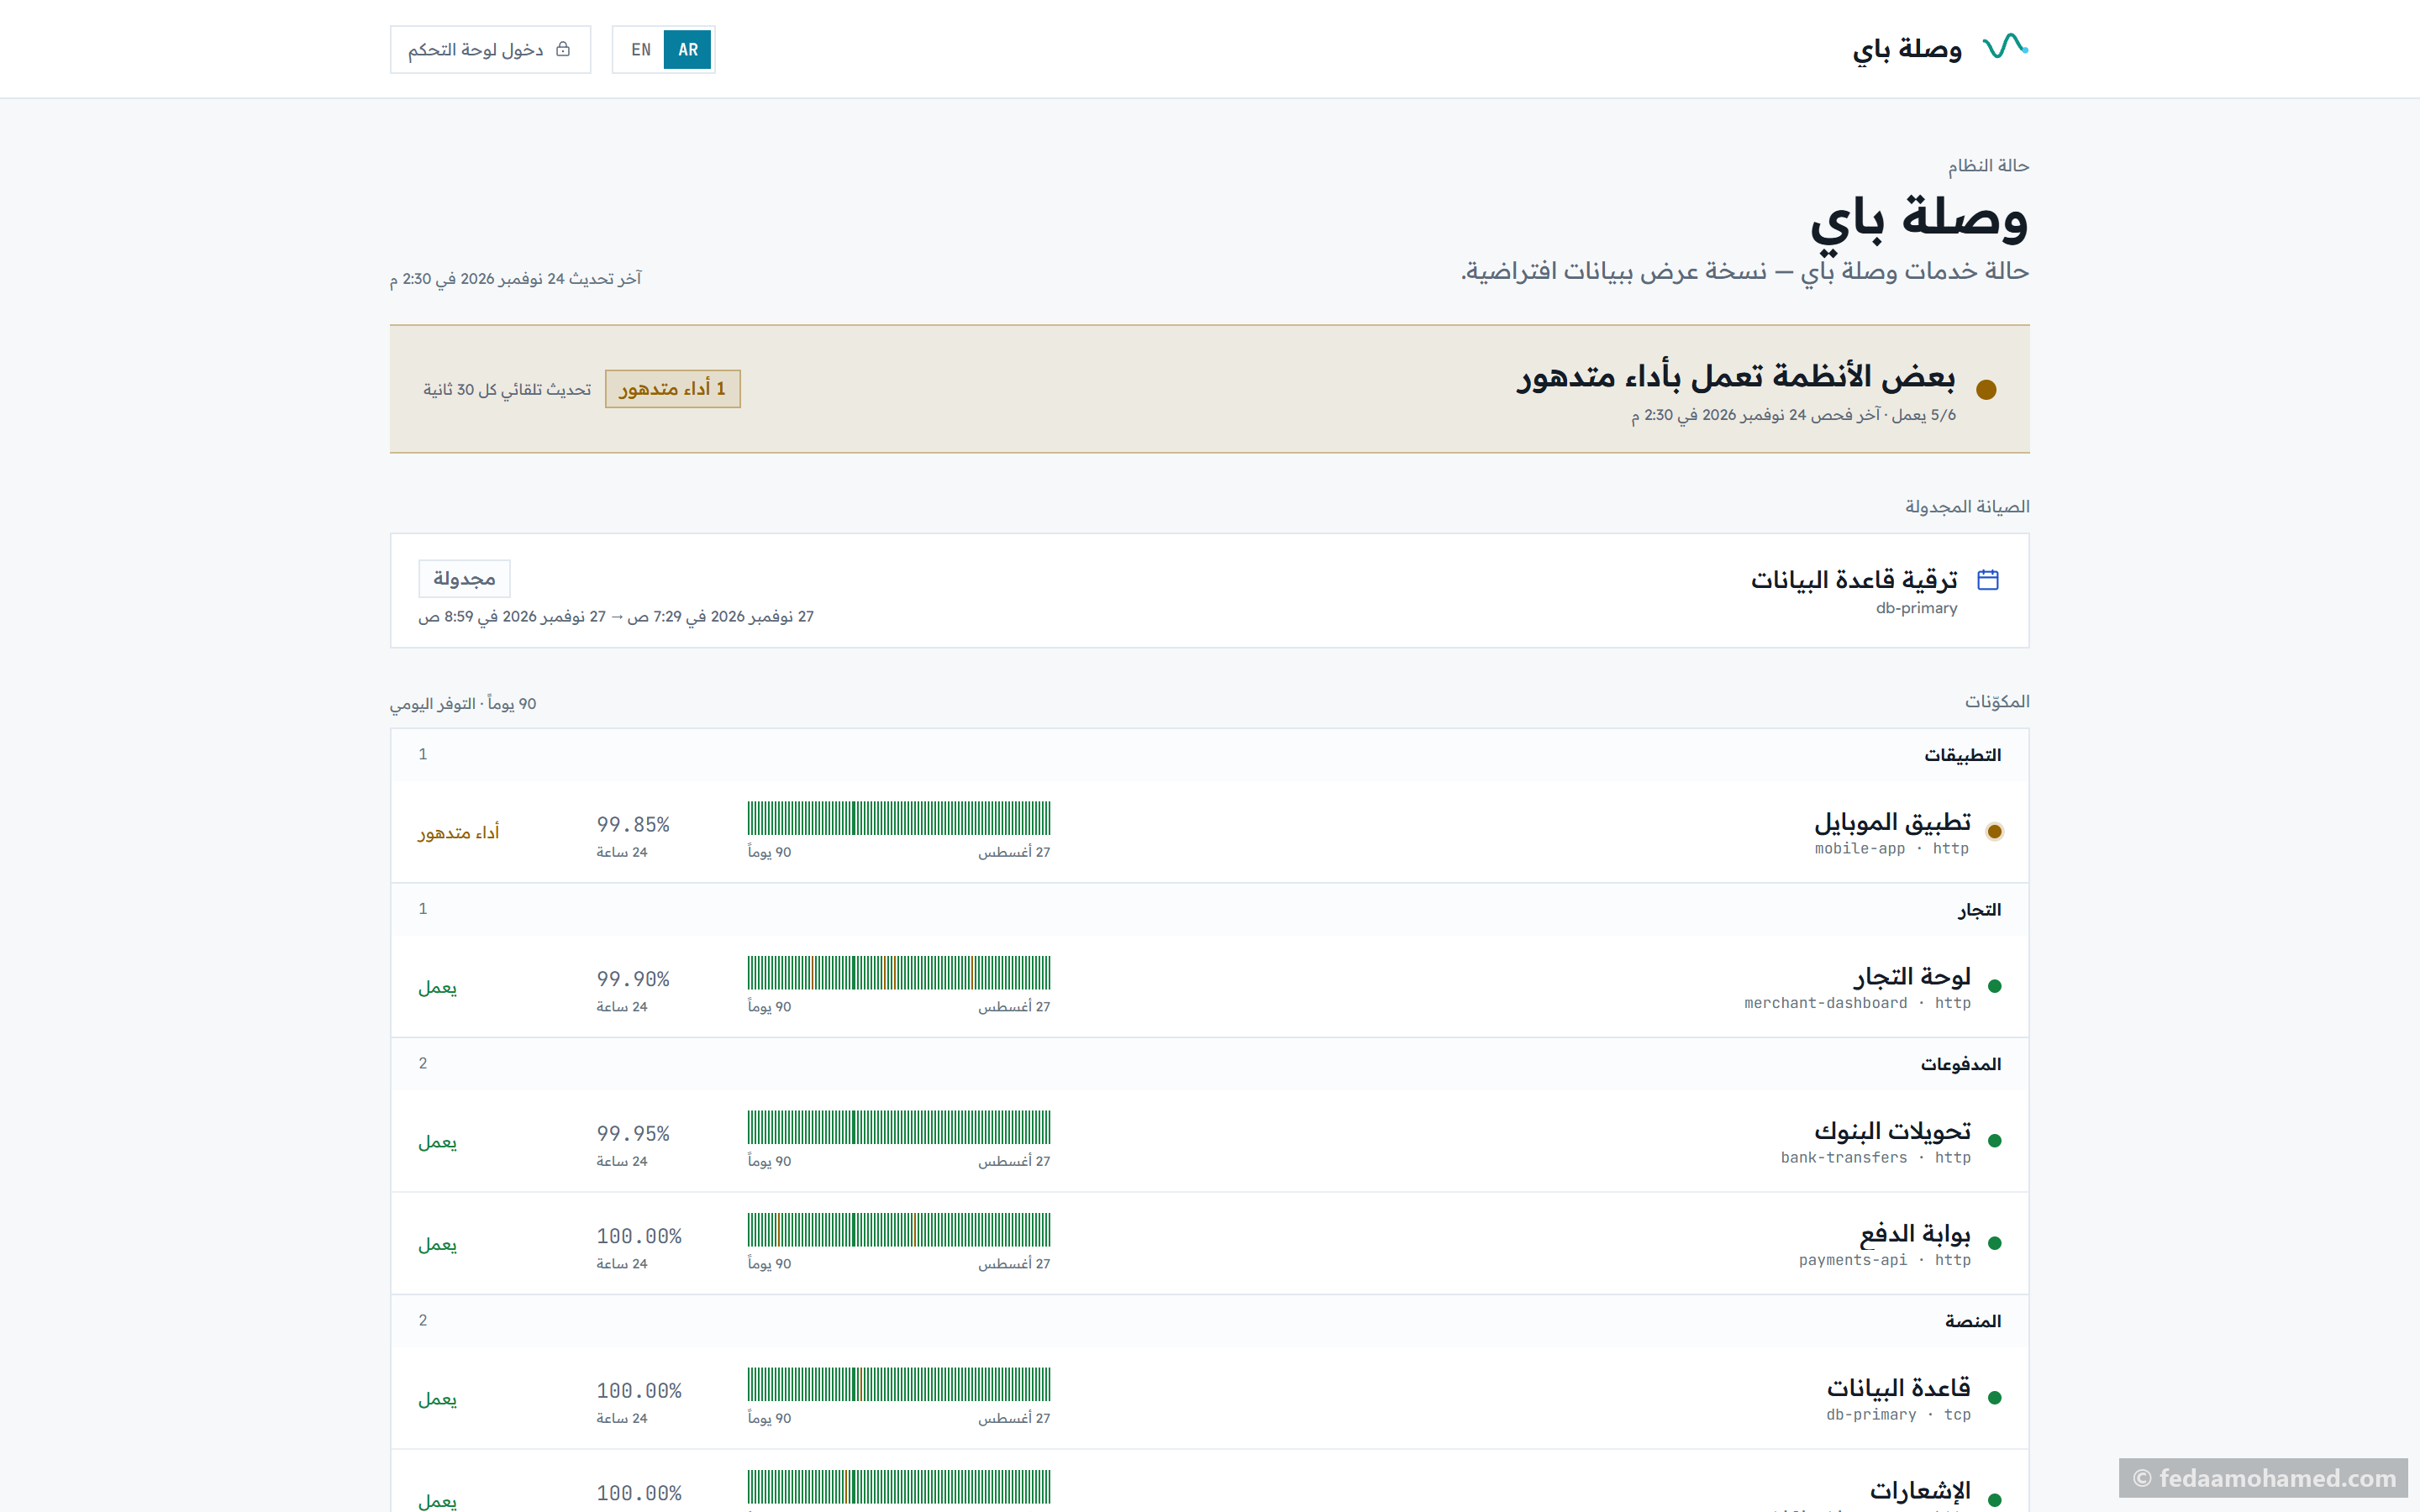 وصلة باي
AR EN
دخول لوحة التحكم
حالة النظام
وصلة باي
حالة خدمات وصلة باي — نسخة عرض ببيانات افتراضية.
آخر تحديث 24 نوفمبر 2026 في 2:30 م
بعض الأنظمة تعمل بأداء متدهور
5/6 يعمل · آخر فحص 24 نوفمبر 2026 في 2:30 م
1 أداء متدهور
تحديث تلقائي كل 30 ثانية
الصيانة المجدولة
ترقية قاعدة البيانات
db-primary
مجدولة
27 نوفمبر 2026 في 7:29 ص → 27 نوفمبر 2026 في 8:59 ص
المكوّنات
90 يوماً · التوفر اليومي
التطبيقات
1
تطبيق الموبايل
mobile-app · http
27 أغسطس
90 يوماً
99.85%
24 ساعة
أداء متدهور
التجار
1
لوحة التجار
merchant-dashboard · http
27 أغسطس
90 يوماً
99.90%
24 ساعة
يعمل
المدفوعات
2
تحويلات البنوك
bank-transfers · http
27 أغسطس
90 يوماً
99.95%
24 ساعة
يعمل
بوابة الدفع
payments-api · http
27 أغسطس
90 يوماً
100.00%
24 ساعة
يعمل
المنصة
2
قاعدة البيانات
db-primary · tcp
27 أغسطس
90 يوماً
100.00%
24 ساعة
يعمل
الإشعارات
100.00%
يعمل
© fedaamohamed.com